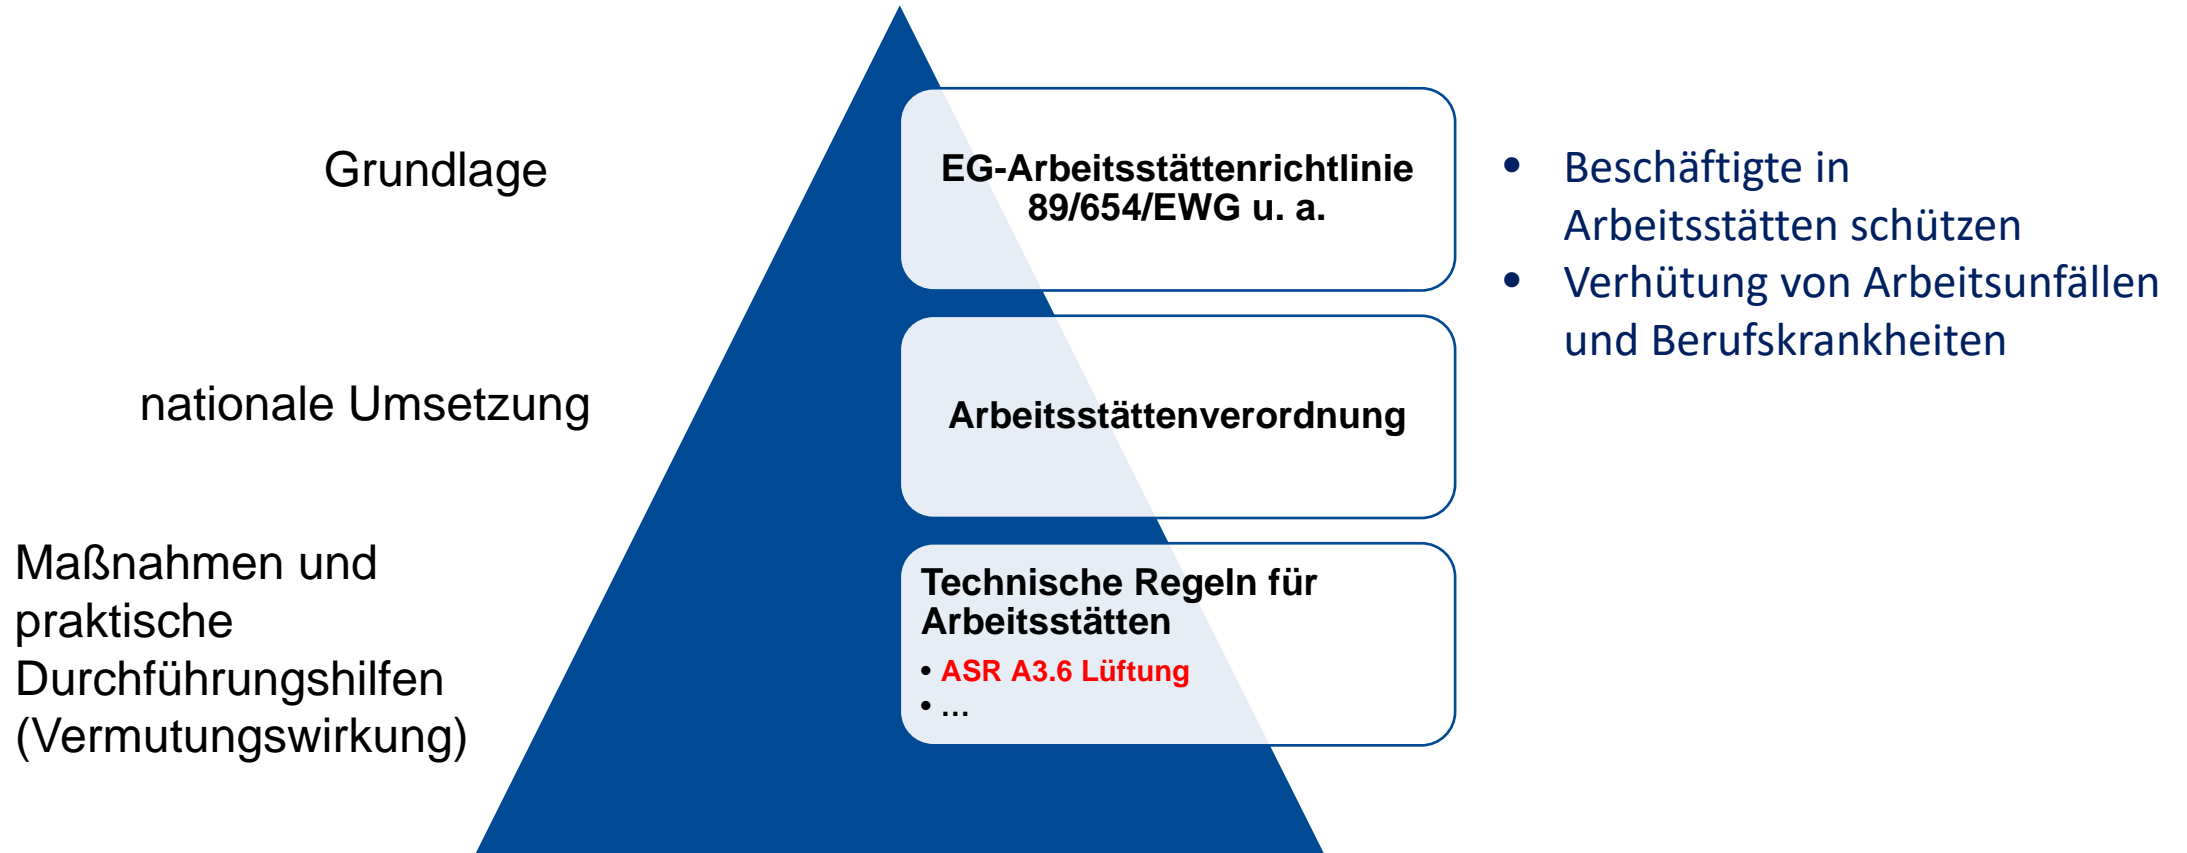 Grundlage
EG-Arbeitsstättenrichtlinie
89/654/EWG u. a.
• Beschäftigte in
Arbeitsstätten schützen
• Verhütung von Arbeitsunfällen
und Berufskrankheiten
nationale Umsetzung
Arbeitsstättenverordnung
Maßnahmen und
praktische
Durchführungshilfen
(Vermutungswirkung)
Technische Regeln für
Arbeitsstätten
• ASR A3.6 Lüftung
• …